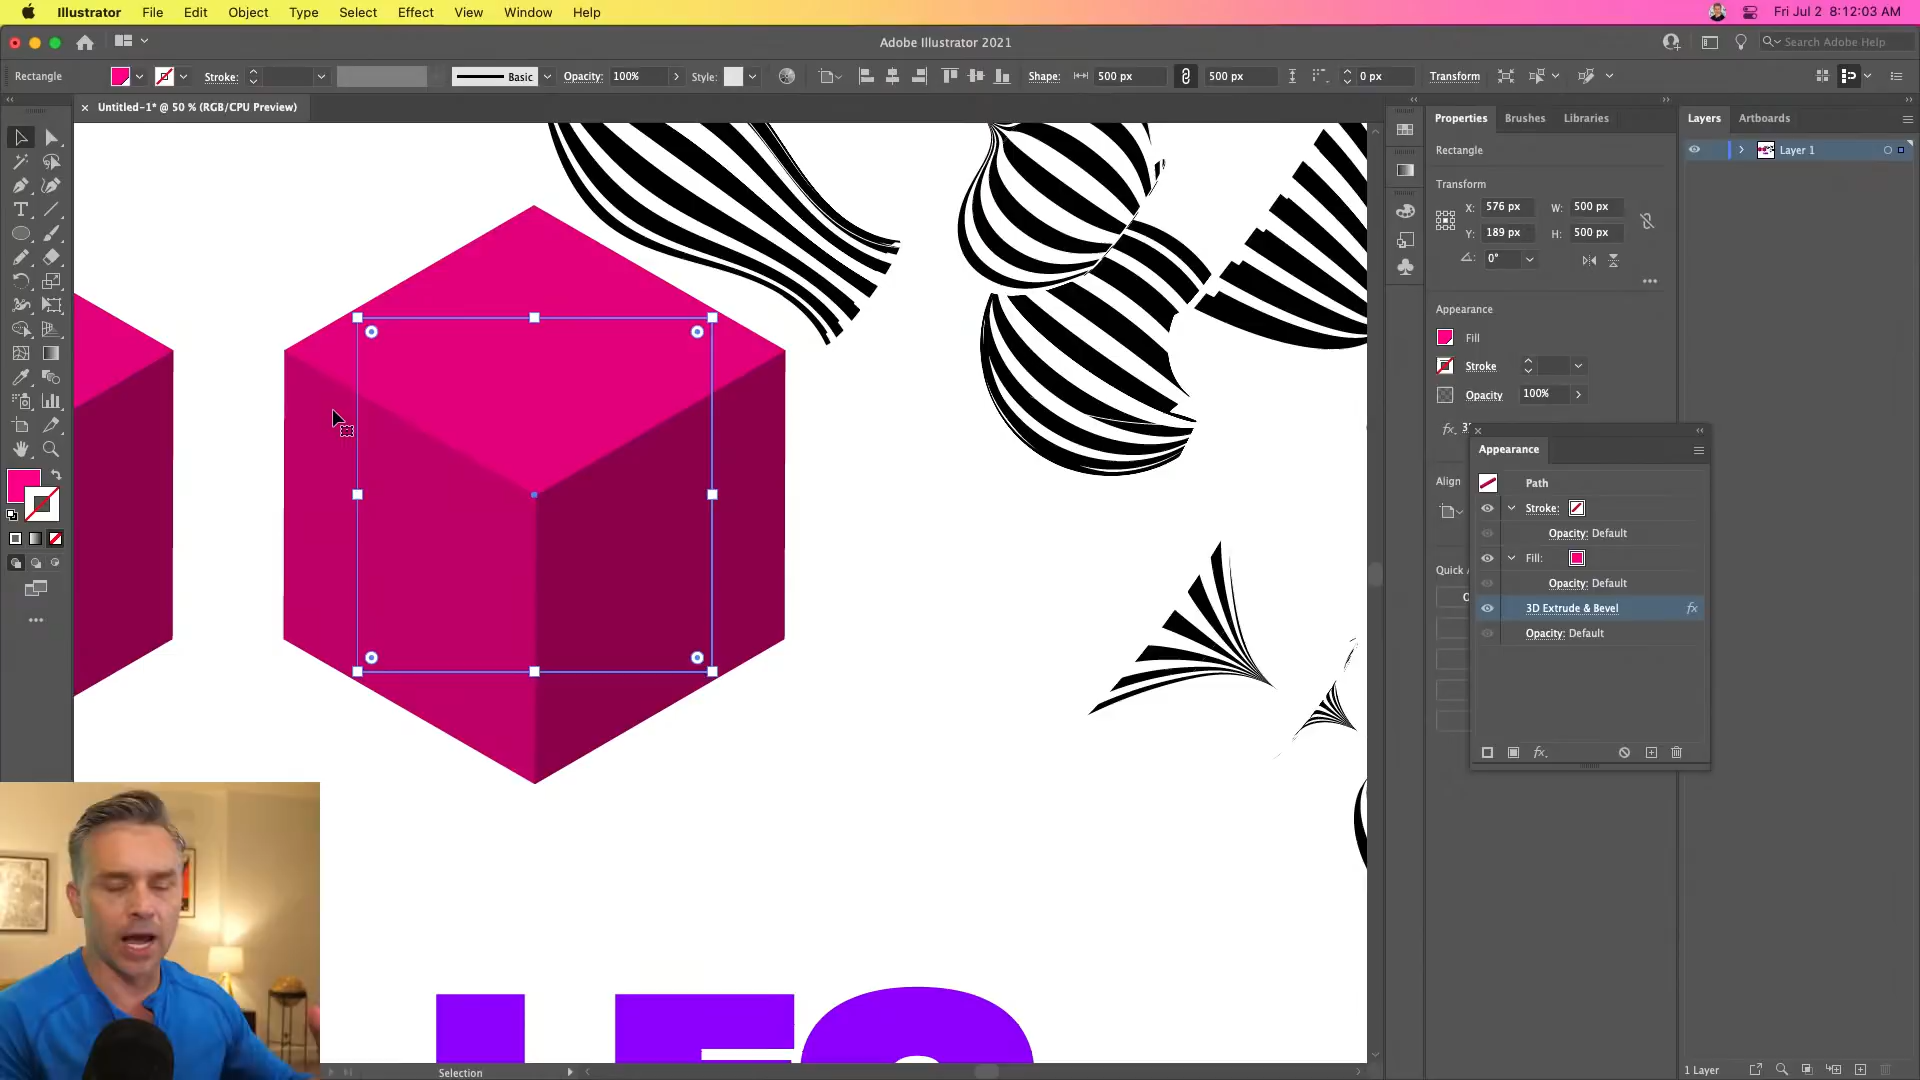 Illustrator File Edit Object Type Select Effect View Window Help Fri Jul 2 8:12:03 AM
Adobe Illustrator 2021 Search Adobe Help
Rectangle Stroke: Basic Opacity: 100% Style: Shape: 500 px 500 px 0 px Transform
× Untitled-1* @ 50 % (RGB/CPU Preview)
Properties Brushes Libraries
Rectangle
Transform
X: 576 px W: 500 px
Y: 189 px H: 500 px
0°
Appearance
Fill
Stroke
Opacity 100%
fx. 3
Align
Quick
Appearance
Path
Stroke:
Opacity: Default
Fill:
Opacity: Default
3D Extrude & Bevel fx
Opacity: Default
fx.
Layers Artboards
Layer 1
Selection
1 Layer